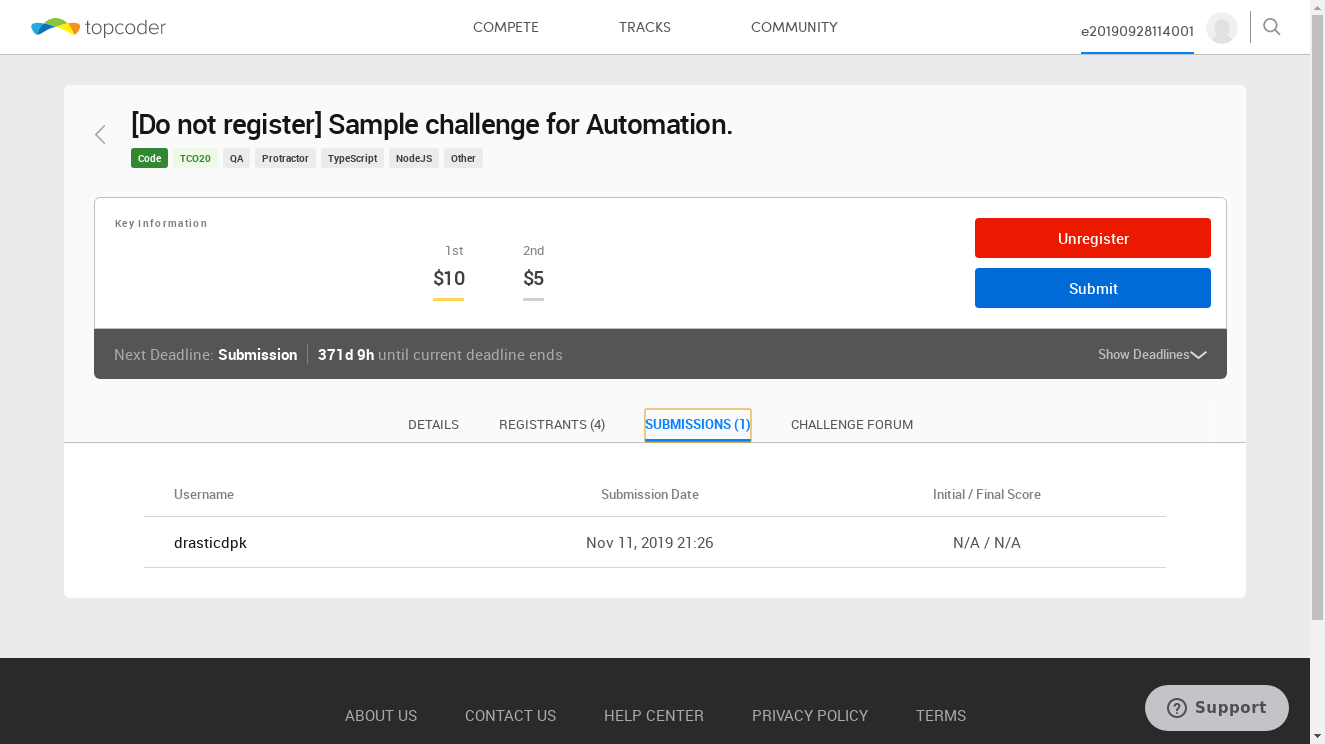 topcoder COMPETE TRACKS COMMUNITY e20190928114001
[Do not register] Sample challenge for Automation.
Code TCO20 QA Protractor TypeScript NodeJS Other
Key Information
1st 2nd
$10 $5
Unregister
Submit
Next Deadline: Submission 371d 9h until current deadline ends Show Deadlines
DETAILS REGISTRANTS (4) SUBMISSIONS (1) CHALLENGE FORUM
Username Submission Date Initial / Final Score
drasticdpk Nov 11, 2019 21:26 N/A / N/A
ABOUT US CONTACT US HELP CENTER PRIVACY POLICY TERMS
Support